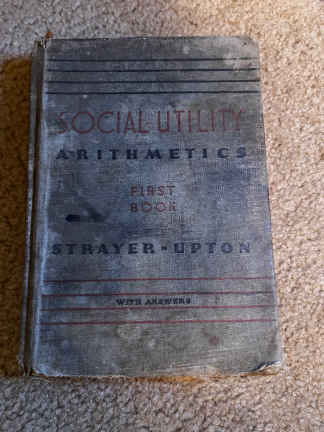 SOCIAL-UTILITY
ARITHMETICS
FIRST
BOOK
STRAYER-UPTON
WITH ANSWERS